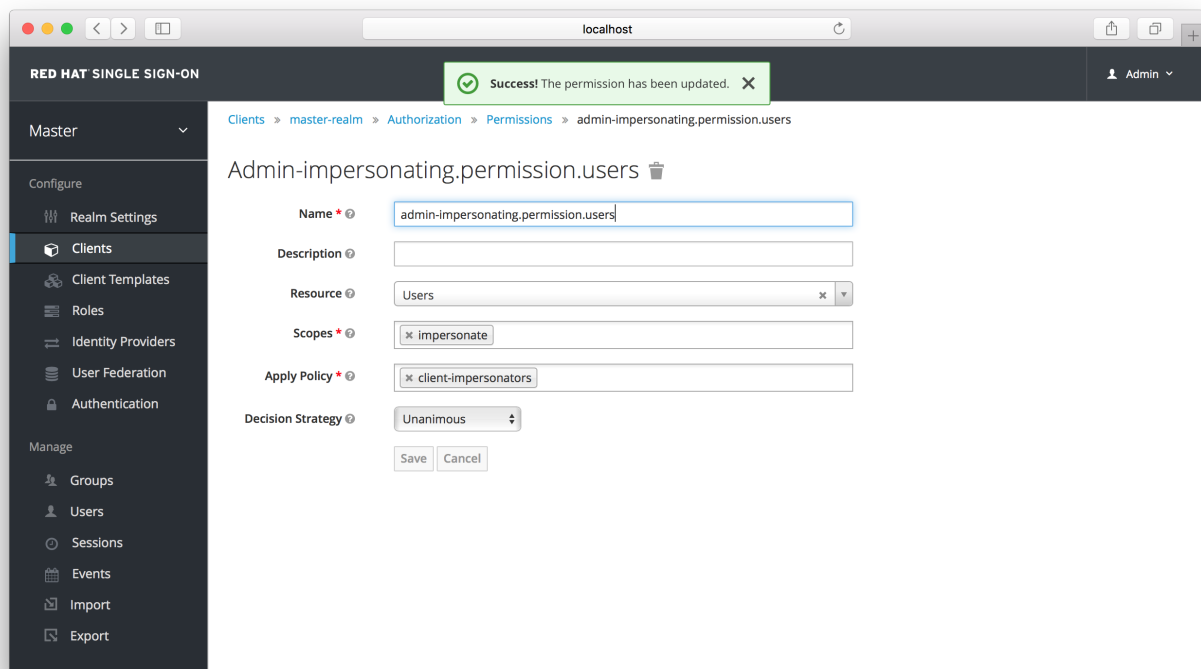 localhost
RED HAT SINGLE SIGN-ON
Success! The permission has been updated.
Admin
Master
Clients » master-realm » Authorization » Permissions » admin-impersonating.permission.users
Admin-impersonating.permission.users
Configure
Realm Settings
Clients
Client Templates
Roles
Identity Providers
User Federation
Authentication
Manage
Groups
Users
Sessions
Events
Import
Export
Name *
admin-impersonating.permission.users
Description
Resource
Users
Scopes *
impersonate
Apply Policy *
client-impersonators
Decision Strategy
Unanimous
Save
Cancel